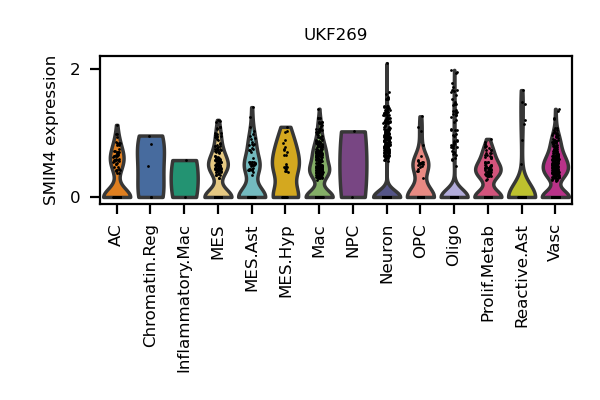 UKF269
SMIM4 expression
2
0
AC
Chromatin.Reg
Inflammatory.Mac
MES
MES.Ast
MES.Hyp
Mac
NPC
Neuron
OPC
Oligo
Prolif.Metab
Reactive.Ast
Vasc